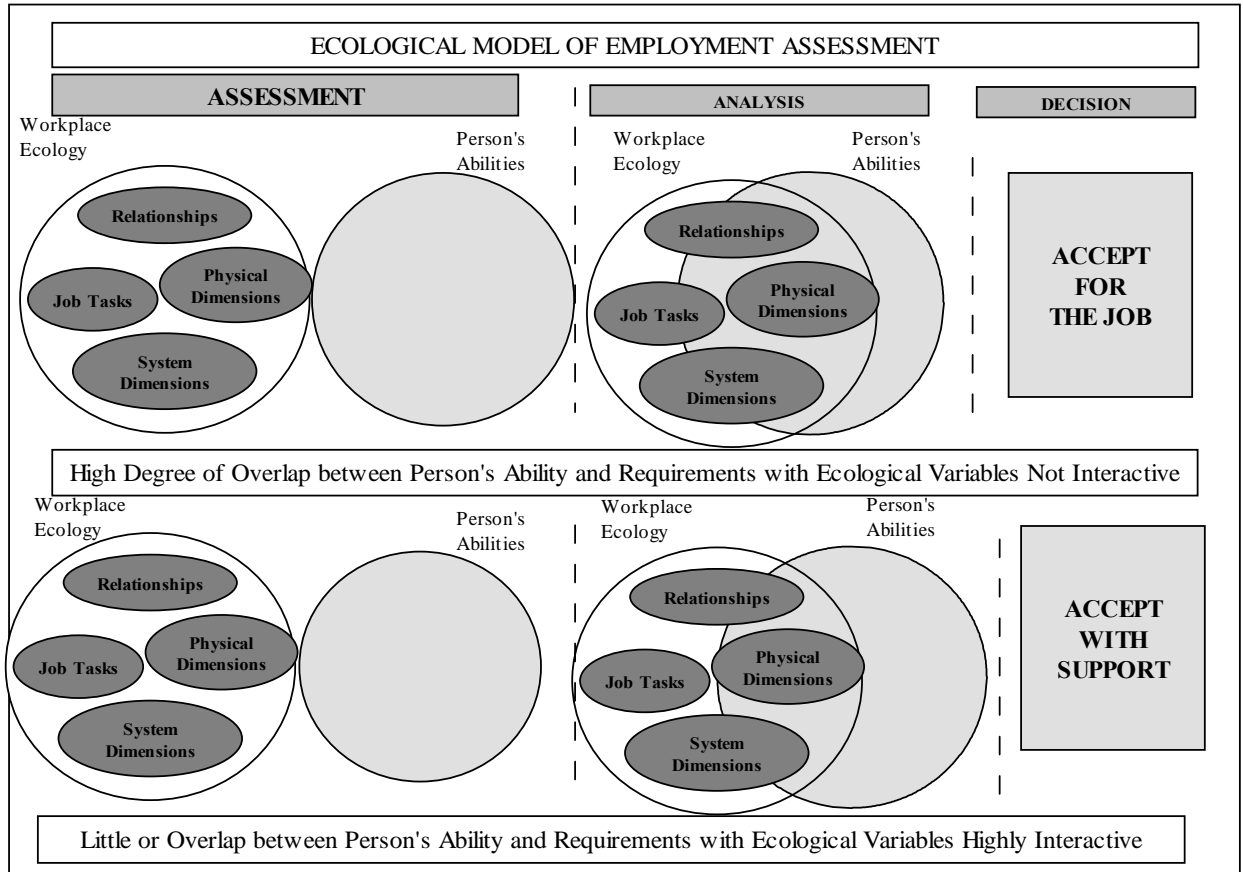 ECOLOGICAL MODEL OF EMPLOYMENT ASSESSMENT
ASSESSMENT
ANALYSIS
DECISION
Workplace
Ecology
Person's
Abilities
Relationships
Physical
Dimensions
Job Tasks
System
Dimensions
Workplace
Ecology
Person's
Abilities
Relationships
Physical
Dimensions
Job Tasks
System
Dimensions
ACCEPT
FOR
THE JOB
High Degree of Overlap between Person's Ability and Requirements with Ecological Variables Not Interactive
Workplace
Ecology
Person's
Abilities
Relationships
Physical
Dimensions
Job Tasks
System
Dimensions
Workplace
Ecology
Person's
Abilities
Relationships
Physical
Dimensions
Job Tasks
System
Dimensions
ACCEPT
WITH
SUPPORT
Little or Overlap between Person's Ability and Requirements with Ecological Variables Highly Interactive